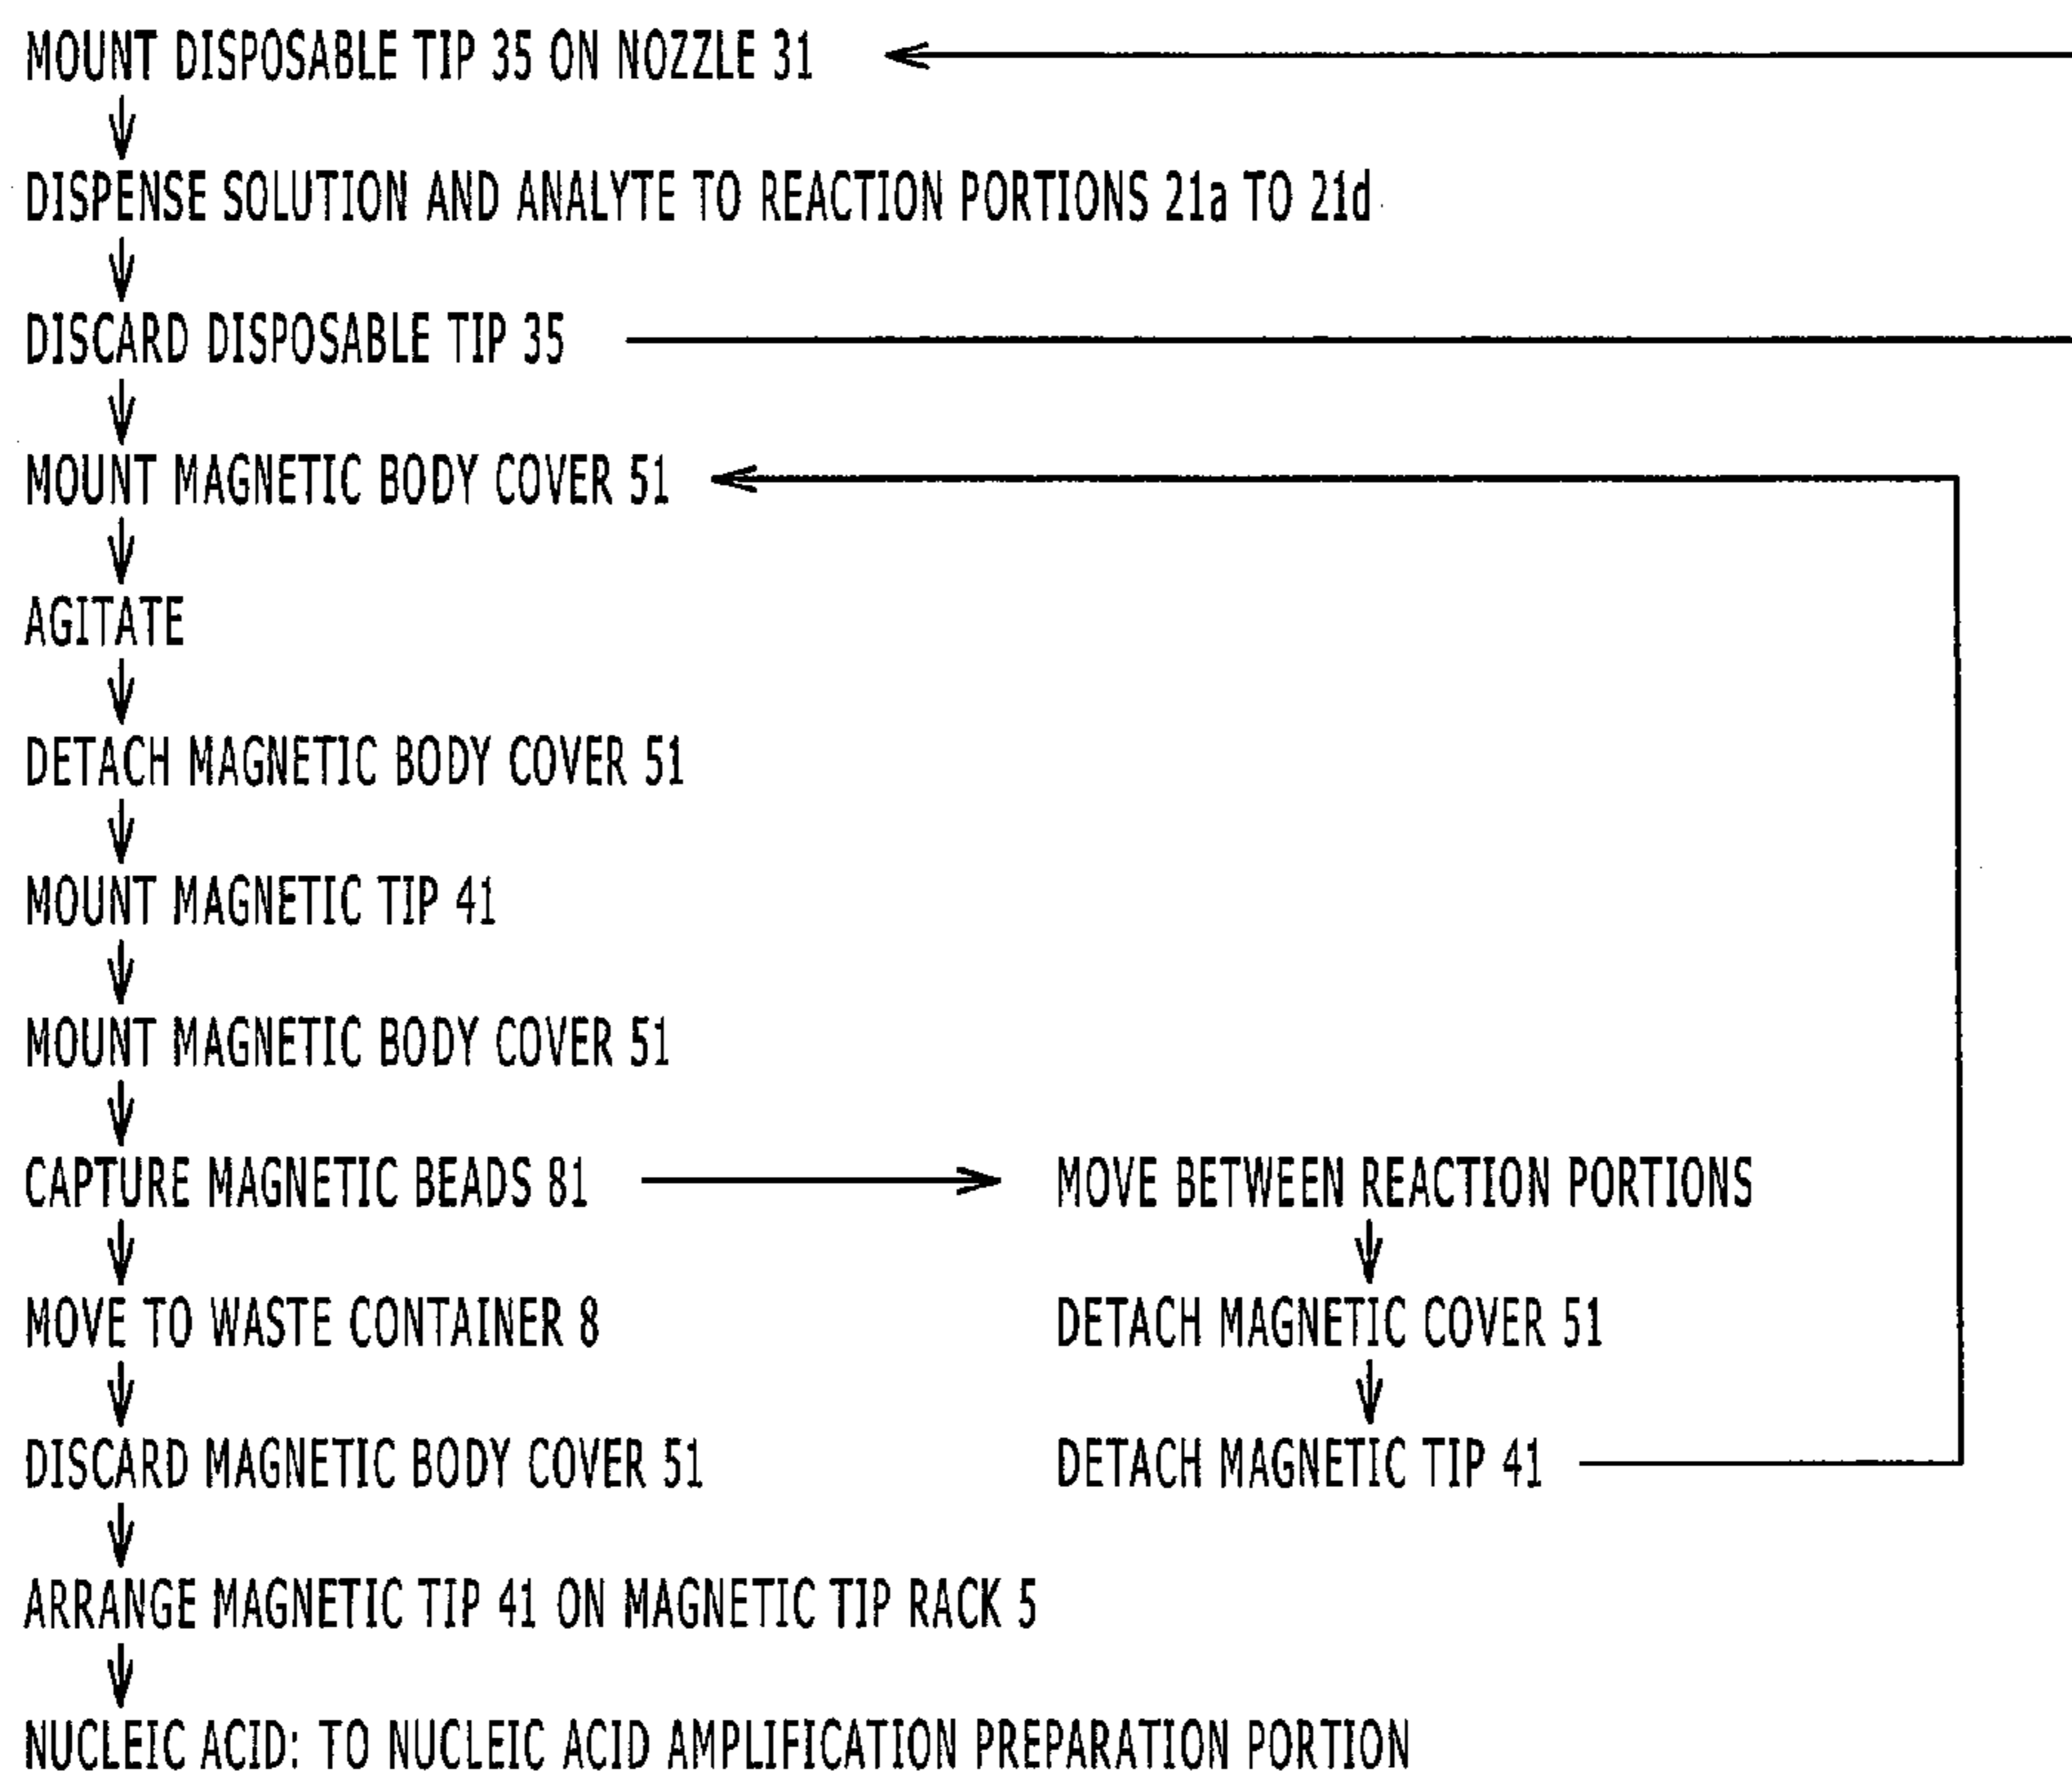 MOUNT DISPOSABLE TIP 35 ON NOZZLE 31
DISPENSE SOLUTION AND ANALYTE TO REACTION PORTIONS 21a TO 21d
DISCARD DISPOSABLE TIP 35
MOUNT MAGNETIC BODY COVER 51
AGITATE
DETACH MAGNETIC BODY COVER 51
MOUNT MAGNETIC TIP 41
MOUNT MAGNETIC BODY COVER 51
CAPTURE MAGNETIC BEADS 81
MOVE TO WASTE CONTAINER 8
DISCARD MAGNETIC BODY COVER 51
ARRANGE MAGNETIC TIP 41 ON MAGNETIC TIP RACK 5
NUCLEIC ACID: TO NUCLEIC ACID AMPLIFICATION PREPARATION PORTION
MOVE BETWEEN REACTION PORTIONS
DETACH MAGNETIC COVER 51
DETACH MAGNETIC TIP 41